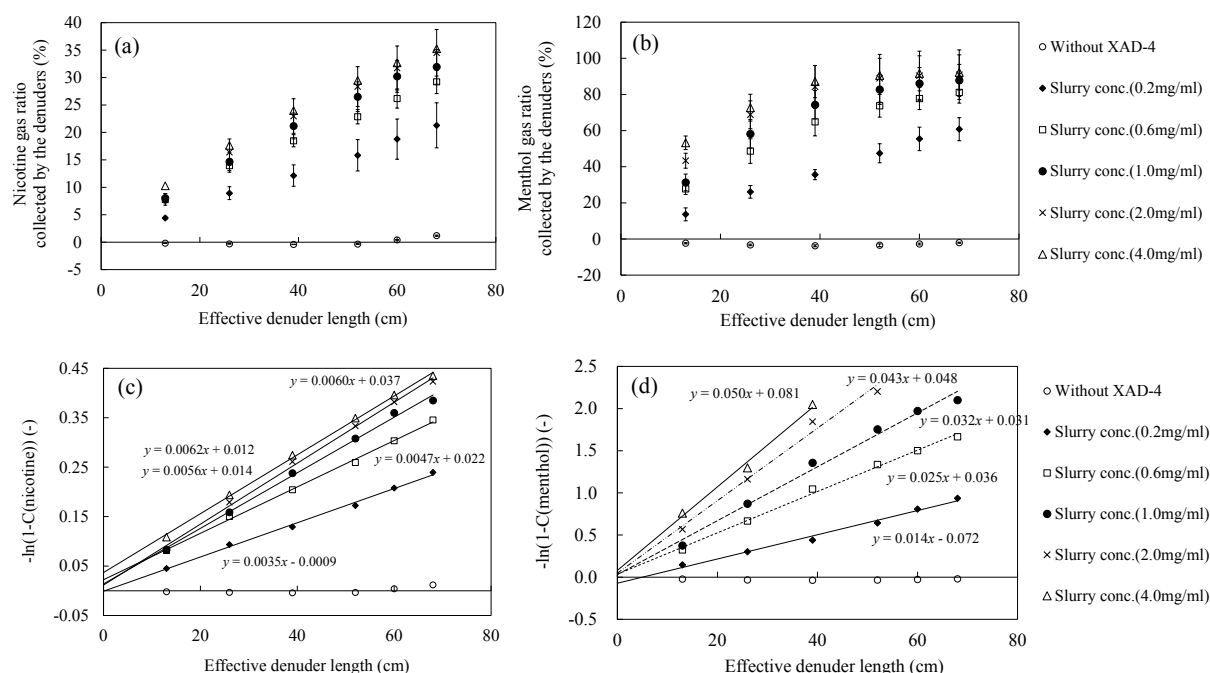 (a)
Nicotine gas ratio
collected by the denuders (%)
40
35
30
25
20
15
10
5
0
-5
0 20 40 60 80
Effective denuder length (cm)
(b)
Menthol gas ratio
collected by the denuders (%)
120
100
80
60
40
20
0
-20
0 20 40 60 80
Effective denuder length (cm)
Without XAD-4
Slurry conc.(0.2mg/ml)
Slurry conc.(0.6mg/ml)
Slurry conc.(1.0mg/ml)
Slurry conc.(2.0mg/ml)
Slurry conc.(4.0mg/ml)
(c)
-ln(1-C(nicotine)) (-)
0.45
0.35
0.25
0.15
0.05
-0.05
y = 0.0060x + 0.037
y = 0.0062x + 0.012
y = 0.0056x + 0.014
y = 0.0047x + 0.022
y = 0.0035x - 0.0009
0 20 40 60 80
Effective denuder length (cm)
(d)
-ln(1-C(menthol)) (-)
2.5
2.0
1.5
1.0
0.5
0.0
-0.5
y = 0.043x + 0.048
y = 0.050x + 0.081
y = 0.032x + 0.031
y = 0.025x + 0.036
y = 0.014x - 0.072
0 20 40 60 80
Effective denuder length (cm)
Without XAD-4
Slurry conc.(0.2mg/ml)
Slurry conc.(0.6mg/ml)
Slurry conc.(1.0mg/ml)
Slurry conc.(2.0mg/ml)
Slurry conc.(4.0mg/ml)